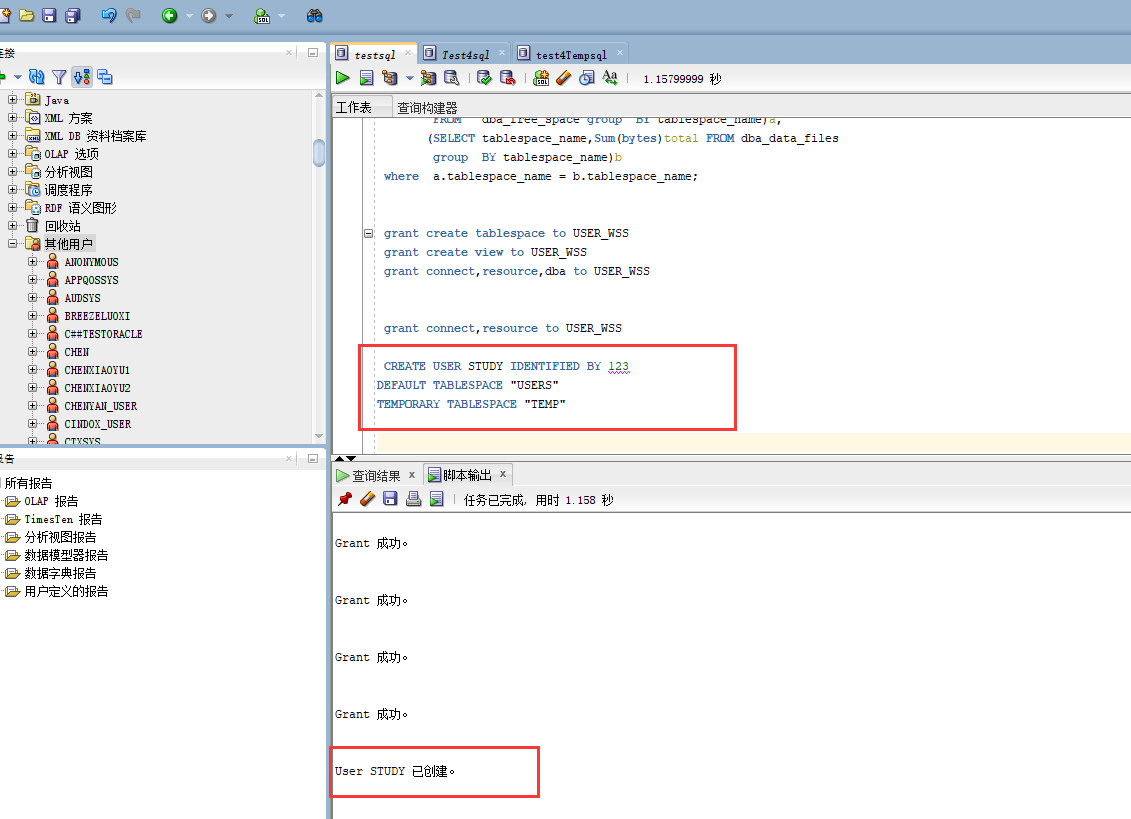 连接
testsql
Test4sql
test4Tempsql
1.15799999 秒
工作表
查询构建器
Java
XML 方案
XML DB 资料档案库
OLAP 选项
分析视图
调度程序
RDF 语义图形
回收站
其他用户
ANONYMOUS
APPQOSSYS
AUDSYS
BREEZELUOXI
C##TESTORACLE
CHEN
CHENXIAOYU1
CHENXIAOYU2
CHENYAN_USER
CINDOX_USER
CTXSYS
FROM dba_free_space group BY tablespace_name)a,
(SELECT tablespace_name,Sum(bytes)total FROM dba_data_files
group BY tablespace_name)b
where a.tablespace_name = b.tablespace_name;
grant create tablespace to USER_WSS
grant create view to USER_WSS
grant connect,resource,dba to USER_WSS
grant connect,resource to USER_WSS
CREATE USER STUDY IDENTIFIED BY 123
DEFAULT TABLESPACE "USERS"
TEMPORARY TABLESPACE "TEMP"
报告
所有报告
OLAP 报告
TimesTen 报告
分析视图报告
数据模型器报告
数据字典报告
用户定义的报告
查询结果
脚本输出
任务已完成, 用时 1.158 秒
Grant 成功。
Grant 成功。
Grant 成功。
Grant 成功。
User STUDY 已创建。